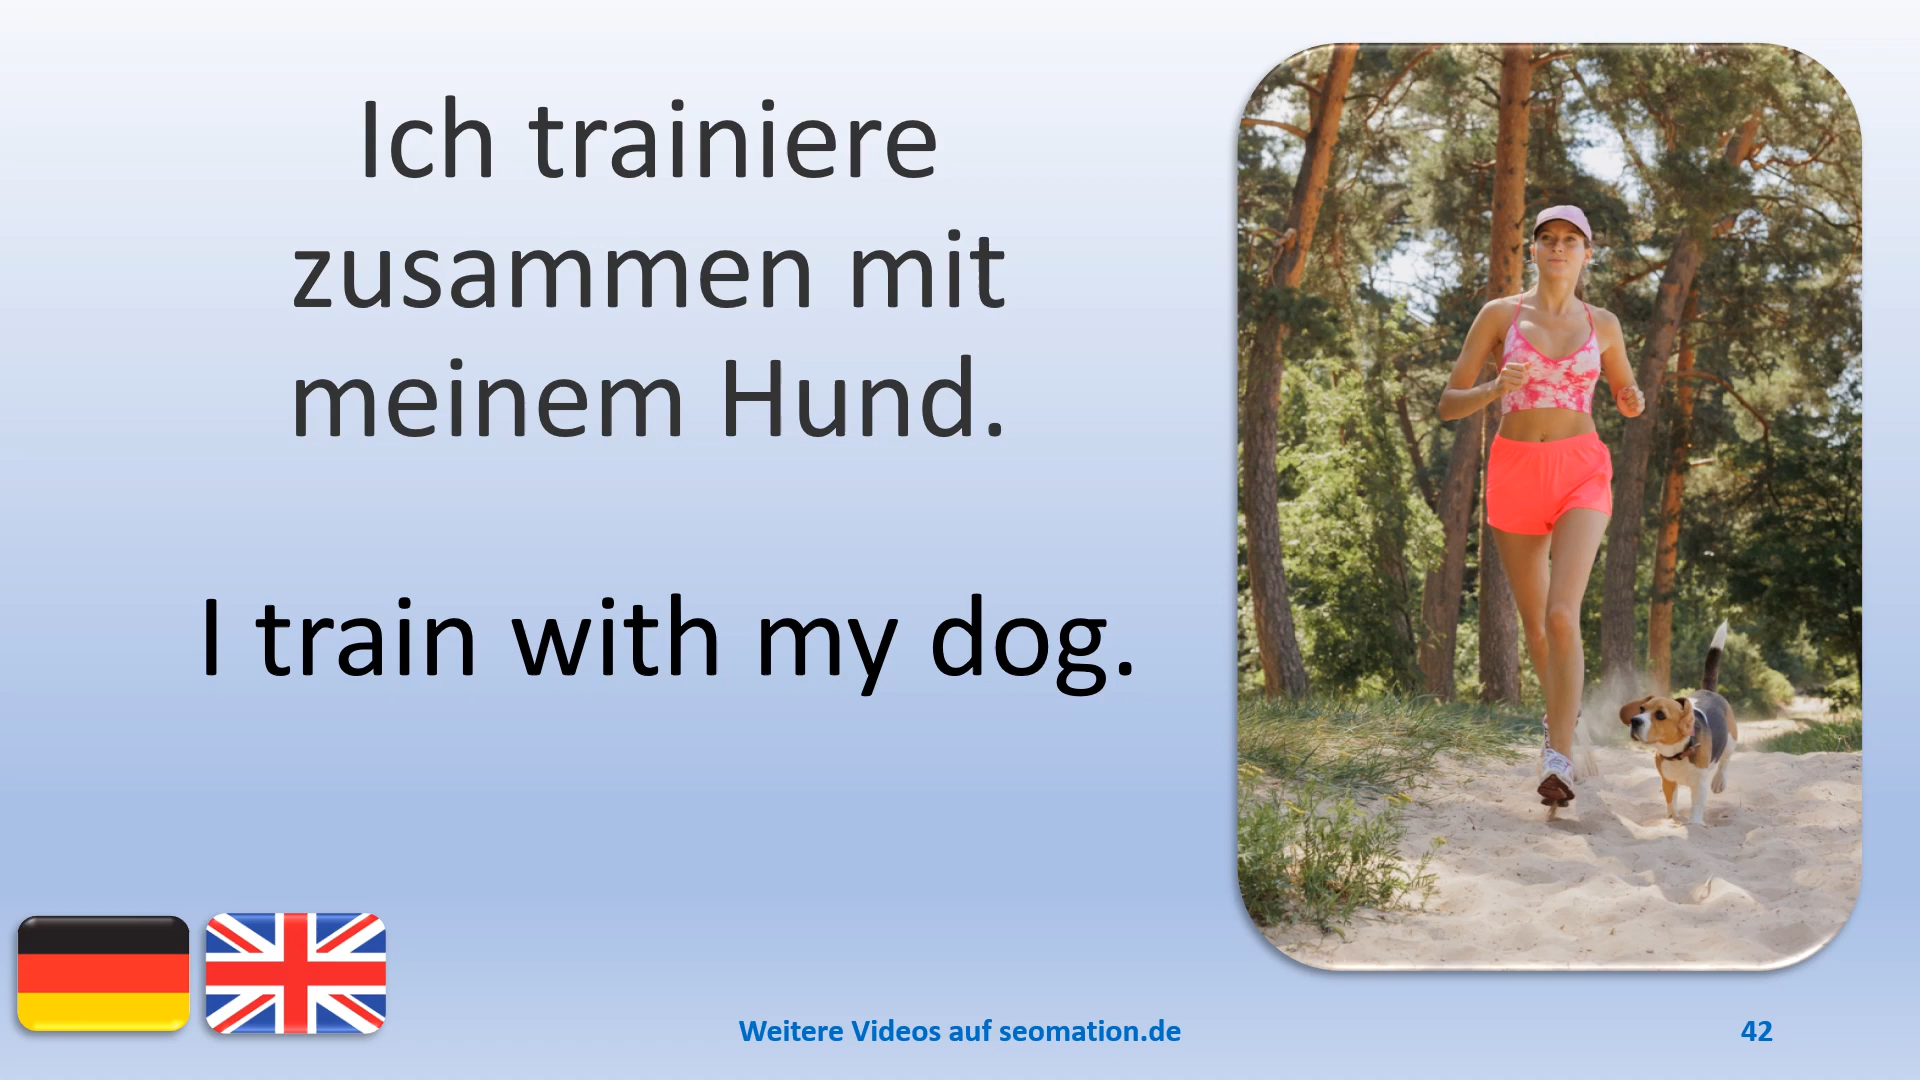 Ich trainiere
zusammen mit
meinem Hund.
I train with my dog.
Weitere Videos auf seomation.de
42